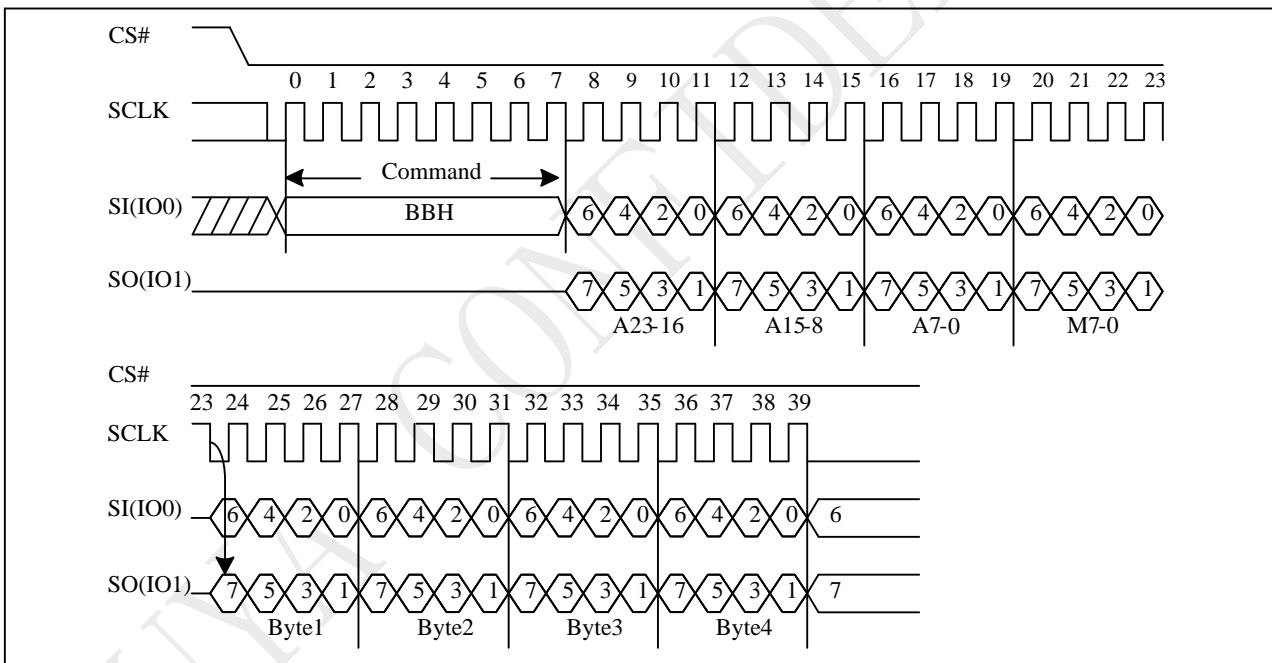 CS#
0 1 2 3 4 5 6 7 8 9 10 11 12 13 14 15 16 17 18 19 20 21 22 23
SCLK
Command
SI(IO0) BBH 6 4 2 0 6 4 2 0 6 4 2 0 6 4 2 0
SO(IO1) 7 5 3 1 7 5 3 1 7 5 3 1 7 5 3 1
A23-16 A15-8 A7-0 M7-0
CS#
23 24 25 26 27 28 29 30 31 32 33 34 35 36 37 38 39
SCLK
SI(IO0) 6 4 2 0 6 4 2 0 6 4 2 0 6 4 2 0 6
SO(IO1) 7 5 3 1 7 5 3 1 7 5 3 1 7 5 3 1 7
Byte1 Byte2 Byte3 Byte4